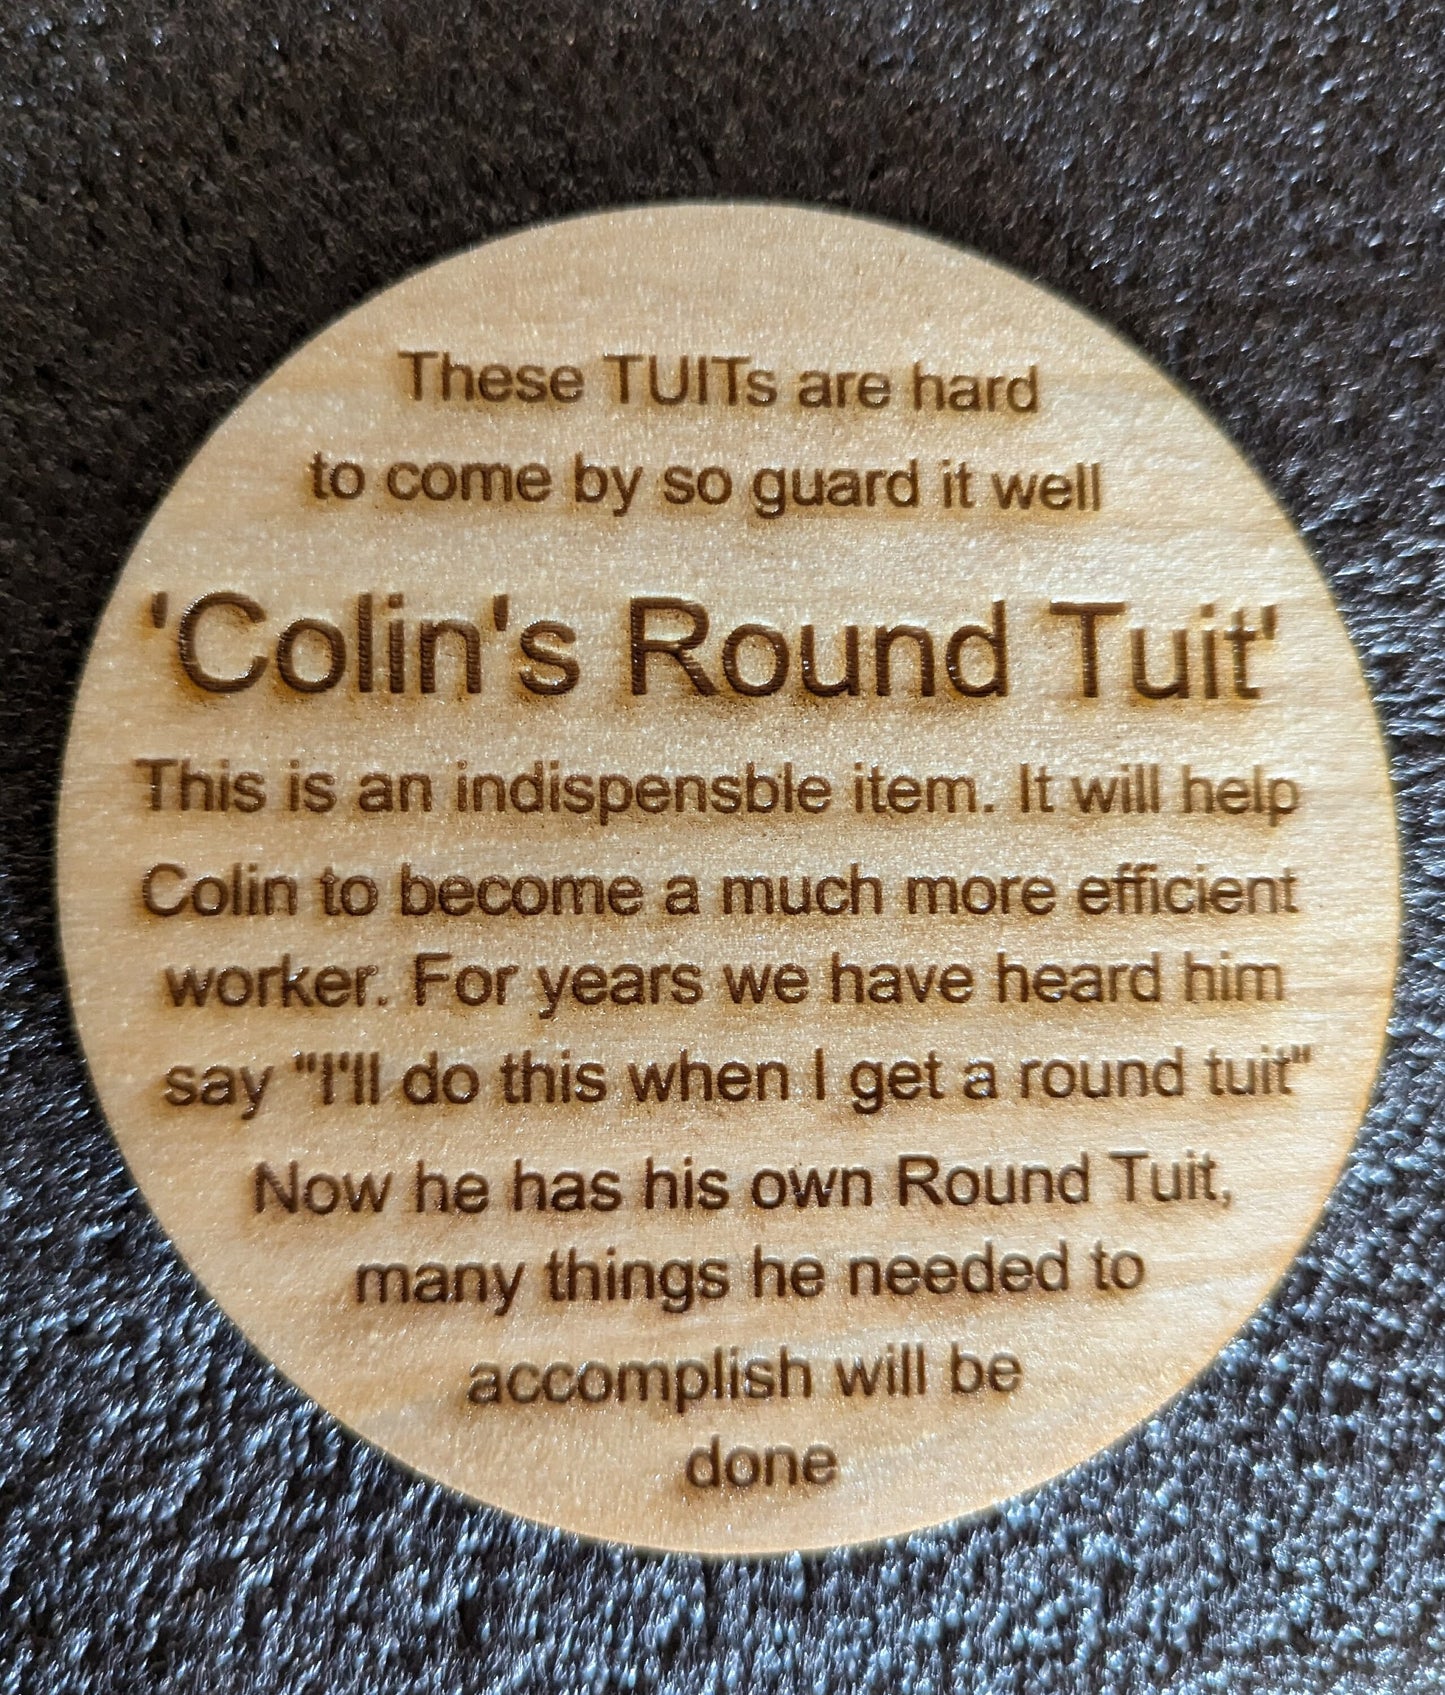 These TUITs are hard
to come by so guard it well
'Colin's Round Tuit'
This is an indispensble item. It will help
Colin to become a much more efficient
worker. For years we have heard him
say "I'll do this when I get a round tuit"
Now he has his own Round Tuit,
many things he needed to
accomplish will be
done